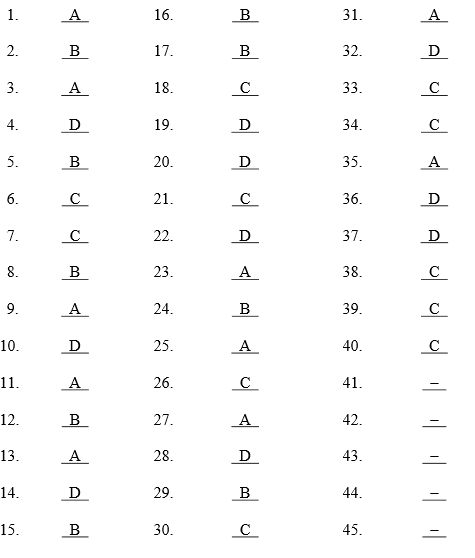 1. A 16. B 31. A
2. B 17. B 32. D
3. A 18. C 33. C
4. D 19. D 34. C
5. B 20. D 35. A
6. C 21. C 36. D
7. C 22. D 37. D
8. B 23. A 38. C
9. A 24. B 39. C
10. D 25. A 40. C
11. A 26. C 41. –
12. B 27. A 42. –
13. A 28. D 43. –
14. D 29. B 44. –
15. B 30. C 45. –